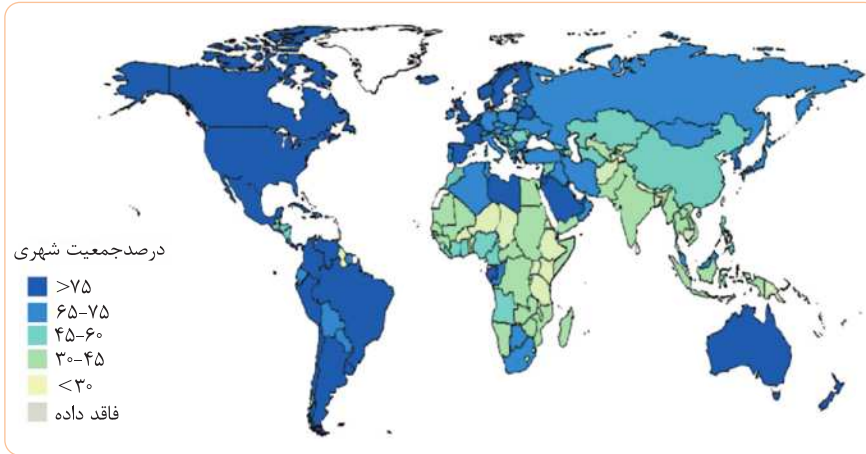 درصدجمعیت شهری
>۷۵
۶۵-۷۵
۴۵-۶۰
۳۰-۴۵
<۳۰
فاقد داده